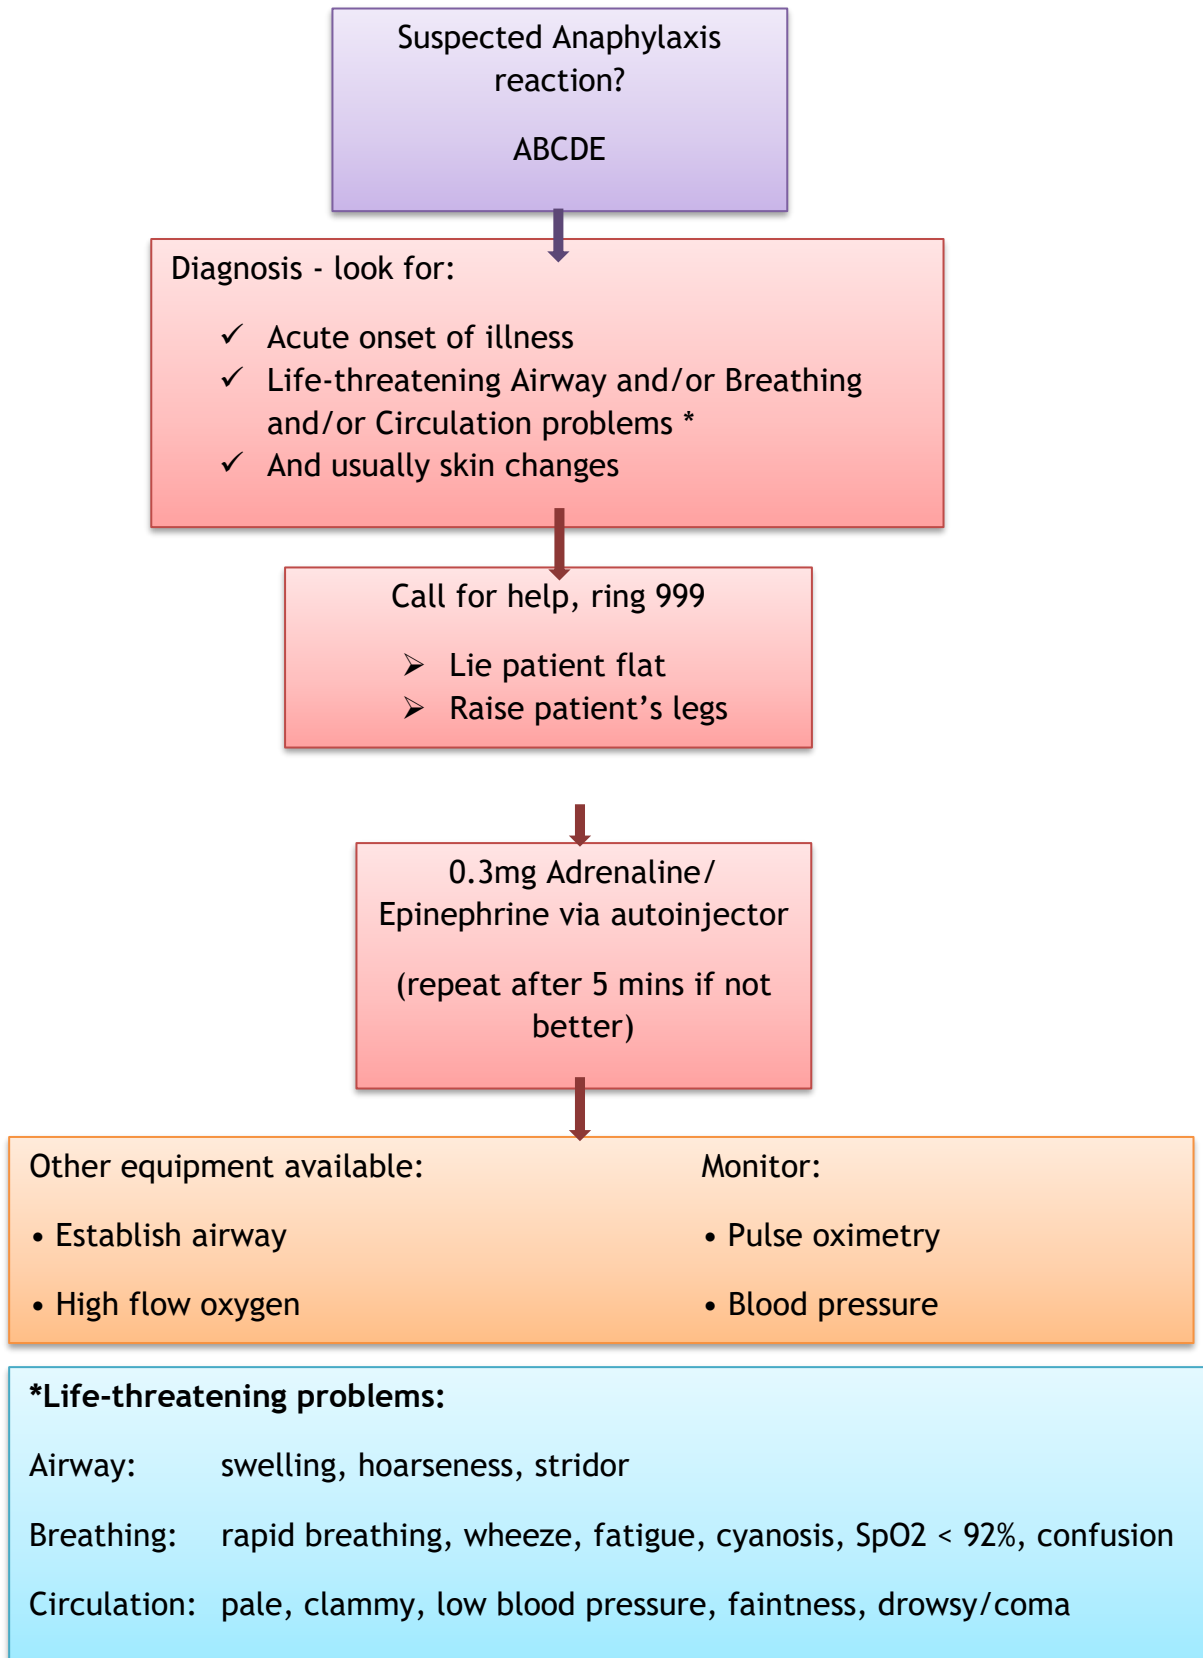 Suspected Anaphylaxis
reaction?
ABCDE
Diagnosis - look for:
✓ Acute onset of illness
✓ Life-threatening Airway and/or Breathing
and/or Circulation problems *
✓ And usually skin changes
Call for help, ring 999
➢ Lie patient flat
➢ Raise patient’s legs
0.3mg Adrenaline/
Epinephrine via autoinjector
(repeat after 5 mins if not
better)
Other equipment available:
• Establish airway
• High flow oxygen
Monitor:
• Pulse oximetry
• Blood pressure
*Life-threatening problems:
Airway: swelling, hoarseness, stridor
Breathing: rapid breathing, wheeze, fatigue, cyanosis, SpO2 < 92%, confusion
Circulation: pale, clammy, low blood pressure, faintness, drowsy/coma